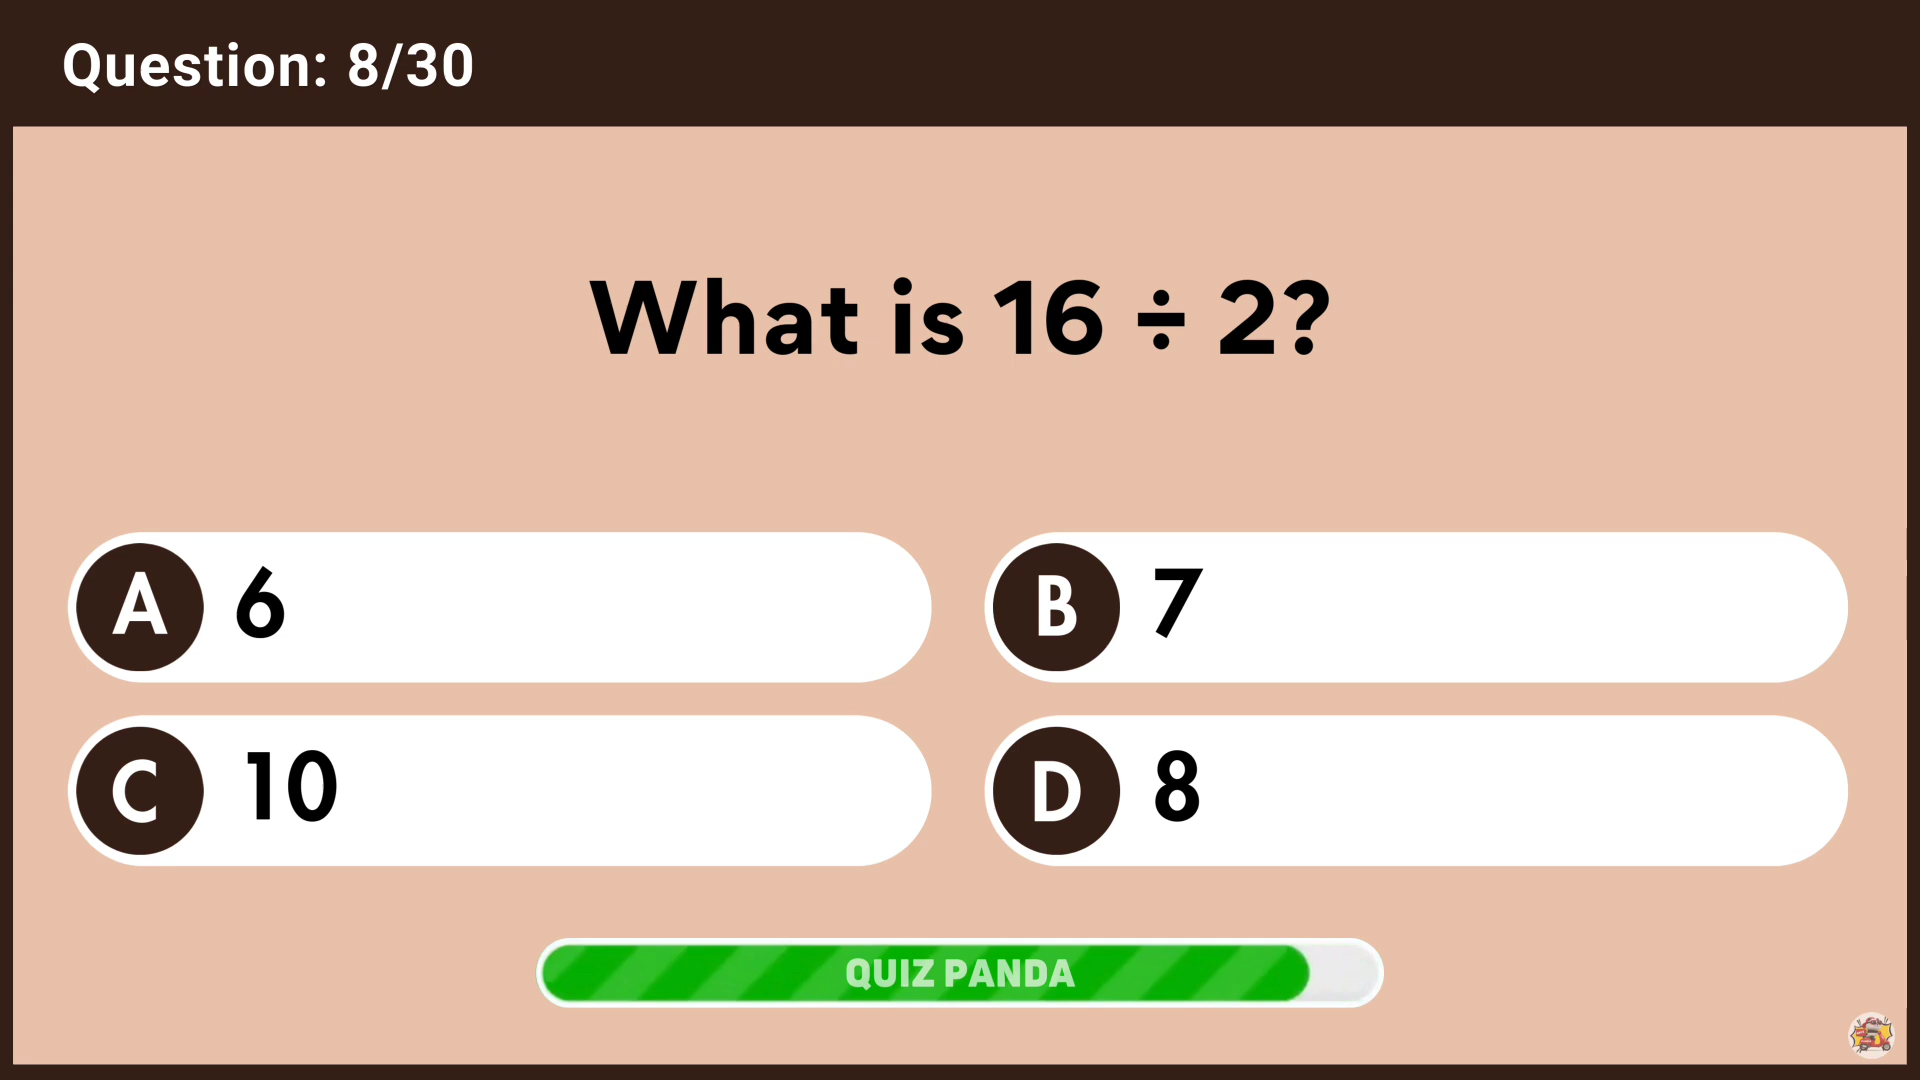 Question: 8/30
What is 16 ÷ 2?
A 6
B 7
C 10
D 8
QUIZ PANDA